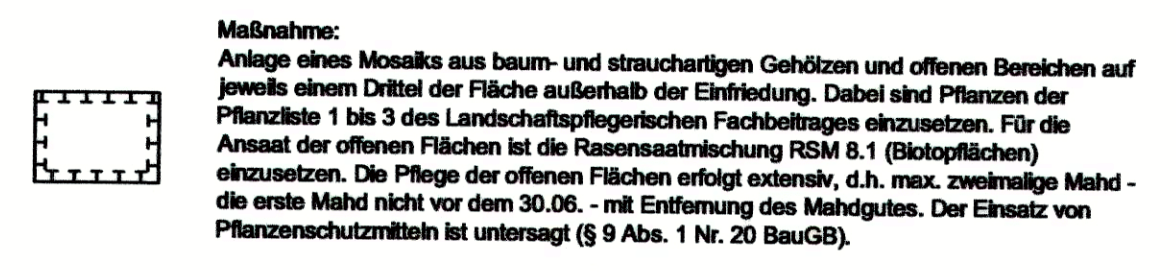 Maßnahme:
Anlage eines Mosaiks aus baum- und strauchartigen Gehölzen und offenen Bereichen auf
jeweils einem Drittel der Fläche außerhalb der Einfriedung. Dabei sind Pflanzen der
Pflanzliste 1 bis 3 des Landschaftspflegerischen Fachbeitrages einzusetzen. Für die
Ansaat der offenen Flächen ist die Rasensaatmischung RSM 8.1 (Biotopflächen)
einzusetzen. Die Pflege der offenen Flächen erfolgt extensiv, d.h. max. zweimalige Mahd -
die erste Mahd nicht vor dem 30.06. - mit Entfernung des Mahdgutes. Der Einsatz von
Pflanzenschutzmitteln ist untersagt (§ 9 Abs. 1 Nr. 20 BauGB).